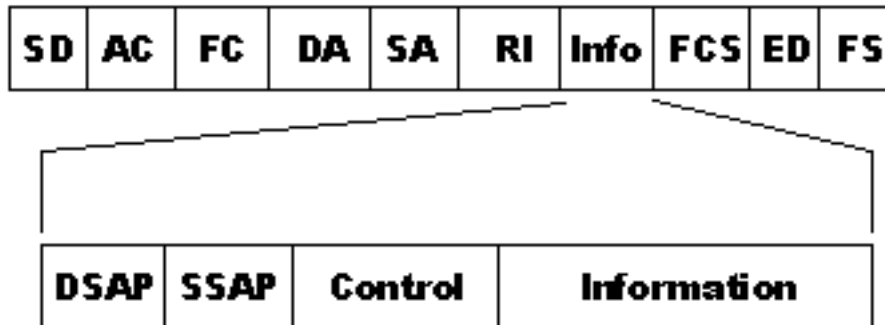 SD AC FC DA SA RI Info FCS ED FS
DSAP SSAP Control Information